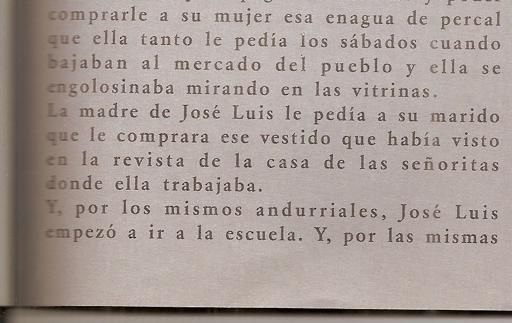 comprarle a su mujer esa enagua de percal
que ella tanto le pedía los sábados cuando
bajaban al mercado del pueblo y ella se
engolosinaba mirando en las vitrinas.
La madre de José Luis le pedía a su marido
que le comprara ese vestido que había visto
en la revista de la casa de las señoritas
donde ella trabajaba.
Y, por los mismos andurriales, José Luis
empezó a ir a la escuela. Y, por las mismas